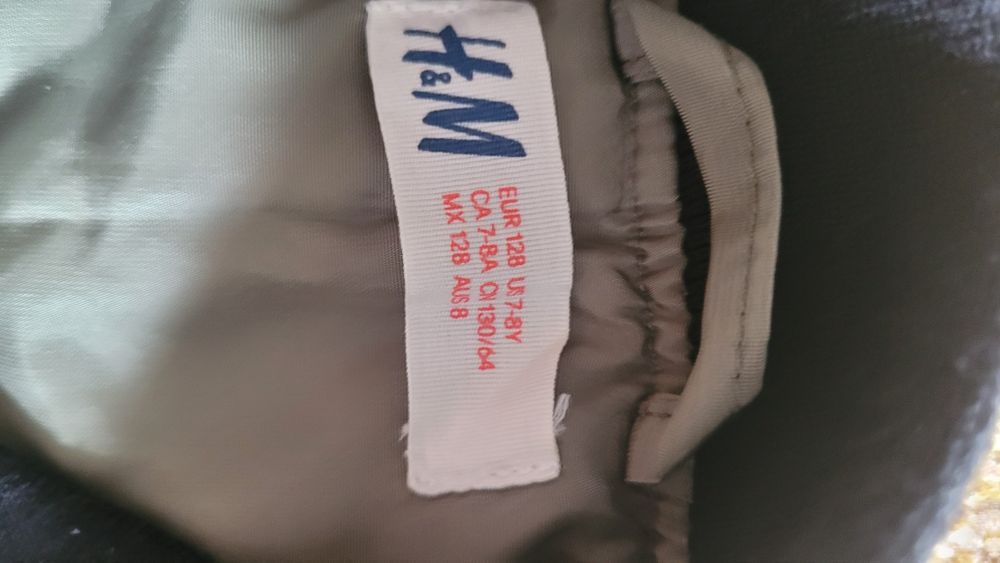 H&M
EUR 128 US 7-8Y
CA 7-8A CN 130/64
MX 128 AUS 8